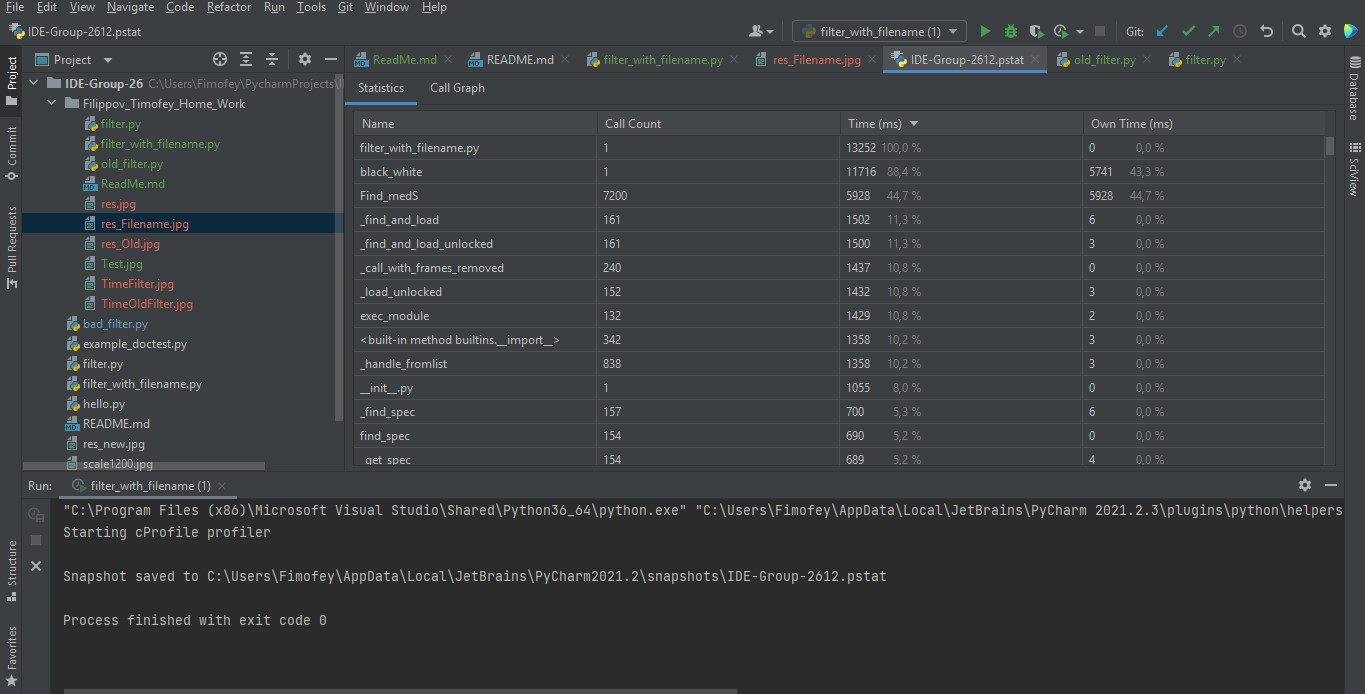 File Edit View Navigate Code Refactor Run Tools Git Window Help
IDE-Group-2612.pstat
filter_with_filename (1)
Git:
Project
ReadMe.md
README.md
filter_with_filename.py
res_Filename.jpg
IDE-Group-2612.pstat
old_filter.py
filter.py
Project
Commit
Pull Requests
Structure
Favorites
Database
SciView
IDE-Group-26 C:\Users\Fimofey\PycharmProjects\
Filippov_Timofey_Home_Work
filter.py
filter_with_filename.py
old_filter.py
ReadMe.md
res.jpg
res_Filename.jpg
res_Old.jpg
Test.jpg
TimeFilter.jpg
TimeOldFilter.jpg
bad_filter.py
example_doctest.py
filter.py
filter_with_filename.py
hello.py
README.md
res_new.jpg
scale1200.jpg
Statistics Call Graph
Name Call Count Time (ms) Own Time (ms)
filter_with_filename.py 1 13252 100,0 % 0 0,0 %
black_white 1 11716 88,4 % 5741 43,3 %
Find_medS 7200 5928 44,7 % 5928 44,7 %
_find_and_load 161 1502 11,3 % 6 0,0 %
_find_and_load_unlocked 161 1500 11,3 % 3 0,0 %
_call_with_frames_removed 240 1437 10,8 % 0 0,0 %
_load_unlocked 152 1432 10,8 % 3 0,0 %
exec_module 132 1429 10,8 % 2 0,0 %
<built-in method builtins.__import__> 342 1358 10,2 % 3 0,0 %
_handle_fromlist 838 1358 10,2 % 3 0,0 %
__init__.py 1 1055 8,0 % 0 0,0 %
_find_spec 157 700 5,3 % 6 0,0 %
find_spec 154 690 5,2 % 0 0,0 %
_get_spec 154 689 5,2 % 4 0,0 %
Run: filter_with_filename (1)
"C:\Program Files (x86)\Microsoft Visual Studio\Shared\Python36_64\python.exe" "C:\Users\Fimofey\AppData\Local\JetBrains\PyCharm 2021.2.3\plugins\python\helpers
Starting cProfile profiler
Snapshot saved to C:\Users\Fimofey\AppData\Local\JetBrains\PyCharm2021.2\snapshots\IDE-Group-2612.pstat
Process finished with exit code 0